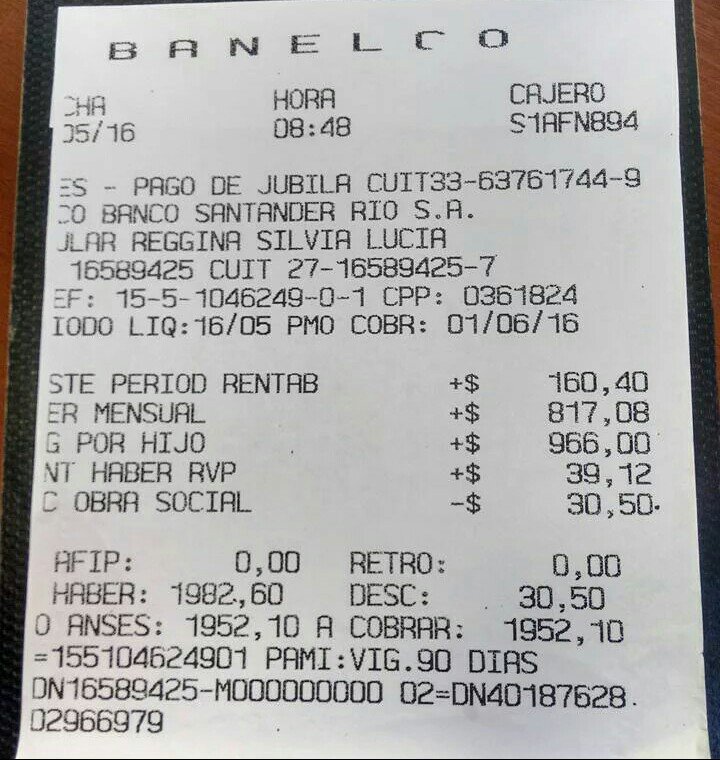 BANELCO
CHA HORA CAJERO
05/16 08:48 S1AFN894
ES - PAGO DE JUBILA CUIT33-63761744-9
CO BANCO SANTANDER RIO S.A.
ULAR REGGINA SILVIA LUCIA
16589425 CUIT 27-16589425-7
EF: 15-5-1046249-0-1 CPP: 0361824
IODO LIQ:16/05 PMO COBR: 01/06/16
STE PERIOD RENTAB +$ 160,40
ER MENSUAL +$ 817,08
G POR HIJO +$ 966,00
NT HABER RVP +$ 39,12
C OBRA SOCIAL -$ 30,50
AFIP: 0,00 RETRO: 0,00
HABER: 1982,60 DESC: 30,50
O ANSES: 1952,10 A COBRAR: 1952,10
=155104624901 PAMI:VIG.90 DIAS
DN16589425-M000000000 02=DN40187628
02966979